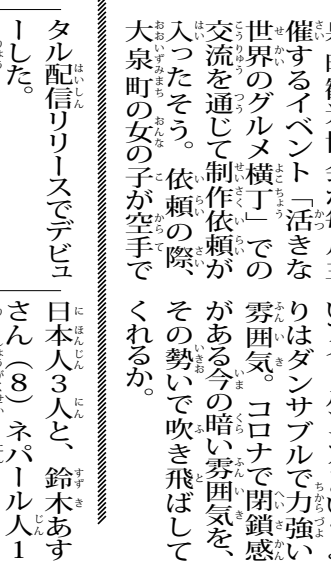 催するイベント「活きな
世界のグルメ横丁」での
交流を通じて制作依頼が
入ったそう。依頼の際、
大泉町の女の子が空手で
りはダンサブルで力強い
雰囲気。コロナで閉鎖感
がある今の暗い雰囲気を、
その勢いで吹き飛ばして
くれるか。
タル配信リリースでデビュ
ーした。
日本人3人と、鈴木あす
さん（8）ネパール人1